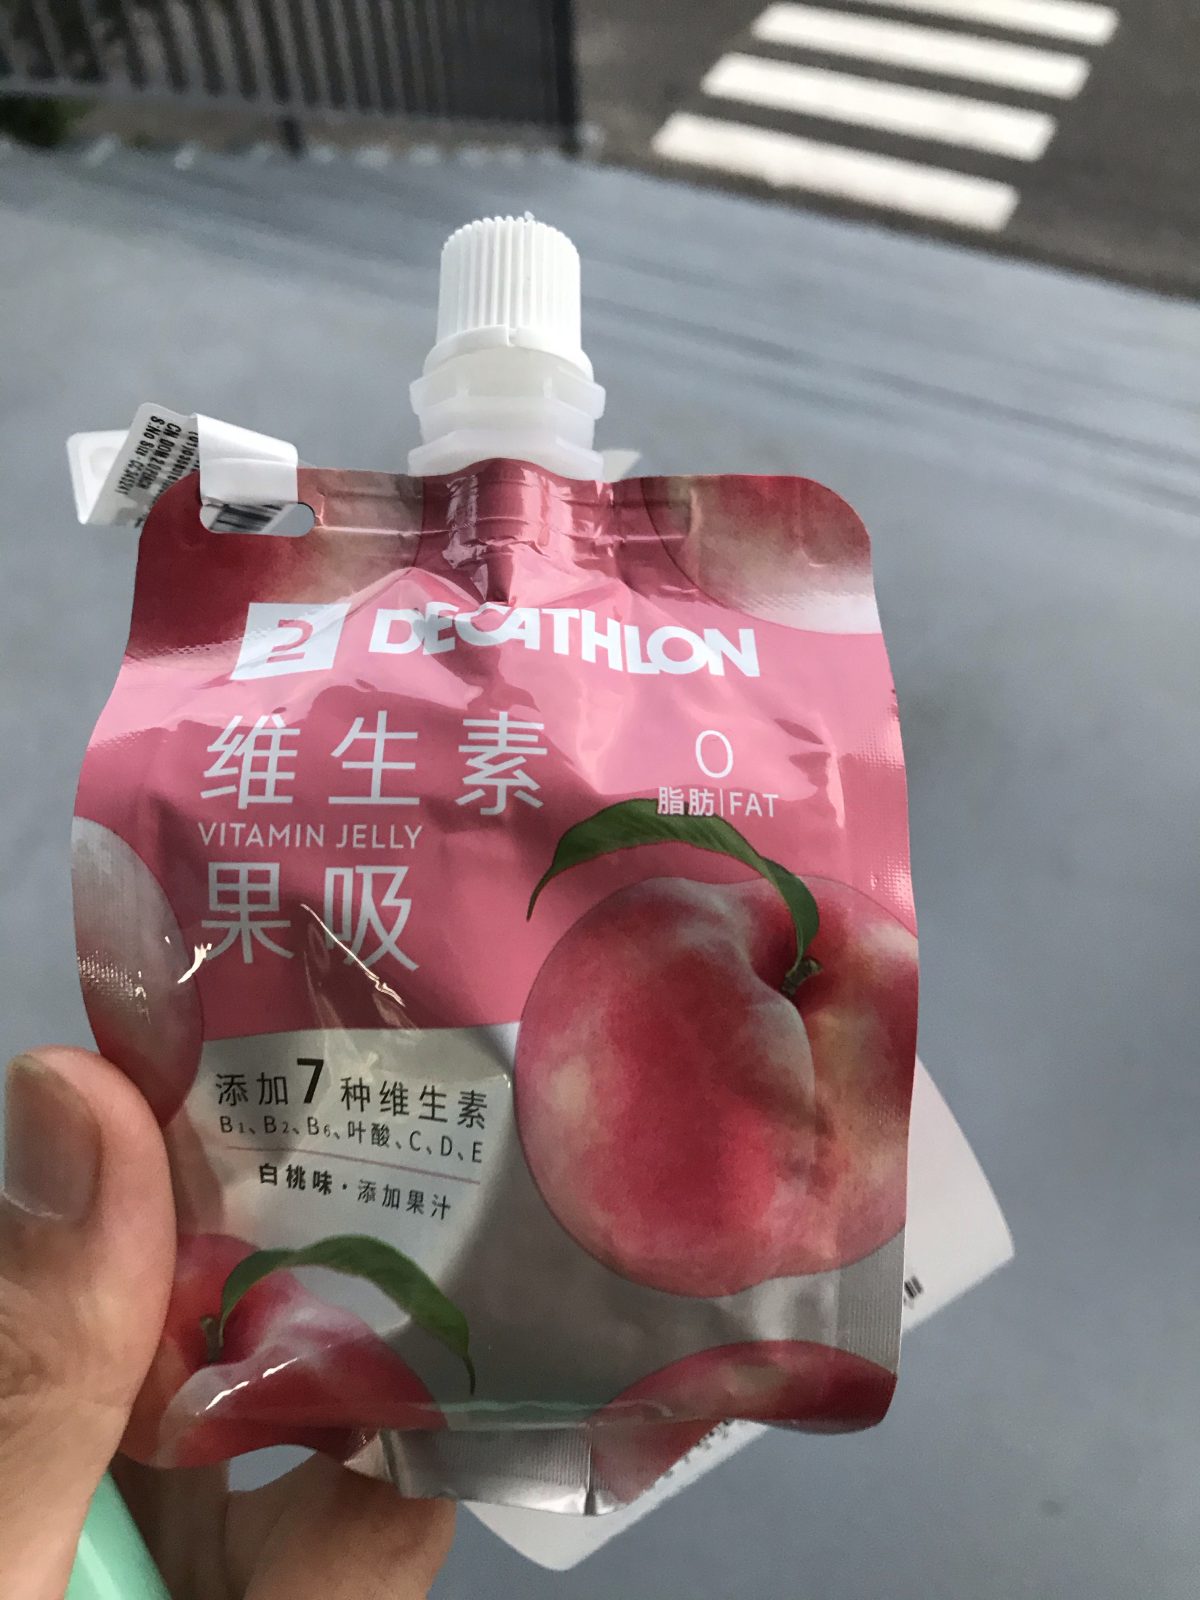 2 DECATHLON
维生素
VITAMIN JELLY
果吸
0
脂肪|FAT
添加7种维生素
B₁、B₂、B₆、叶酸、C、D、E
白桃味·添加果汁